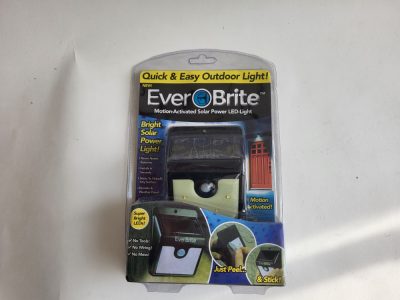 Quick & Easy Outdoor Light!
NEW!
Ever Brite™
Motion-Activated Solar Power LED-Light
Bright
Solar
Power
Light!
Motion
Activated!
Super
Bright
LEDs!
EverBrite
✓ No Tools!
✓ No Wiring!
✓ No Mess!
Just Peel...
& Stick!